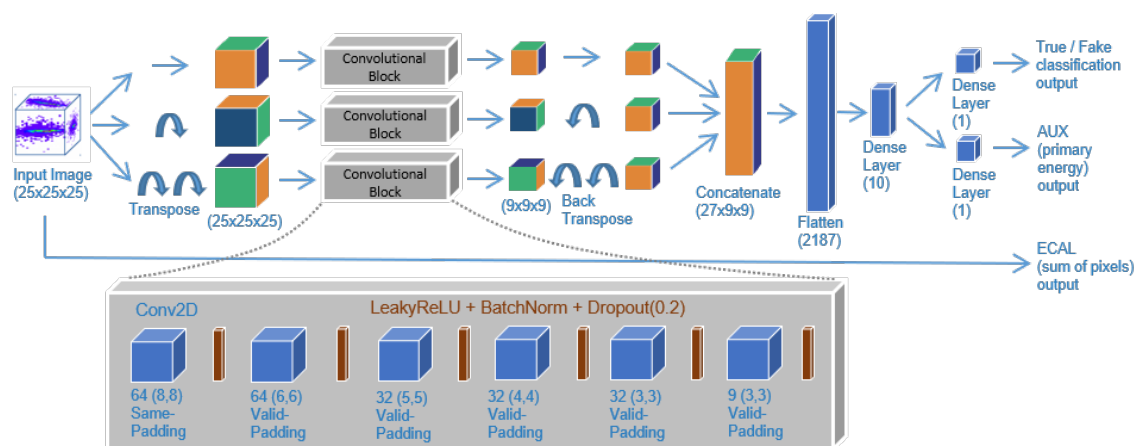 Input Image
(25x25x25)
Transpose
(25x25x25)
Convolutional
Block
Convolutional
Block
Convolutional
Block
(9x9x9)
Back
Transpose
Concatenate
(27x9x9)
Flatten
(2187)
Dense
Layer
(10)
Dense
Layer
(1)
Dense
Layer
(1)
True / Fake
classification
output
AUX
(primary
energy)
output
ECAL
(sum of pixels)
output
Conv2D
LeakyReLU + BatchNorm + Dropout(0.2)
64 (8,8)
Same-
Padding
64 (6,6)
Valid-
Padding
32 (5,5)
Valid-
Padding
32 (4,4)
Valid-
Padding
32 (3,3)
Valid-
Padding
9 (3,3)
Valid-
Padding